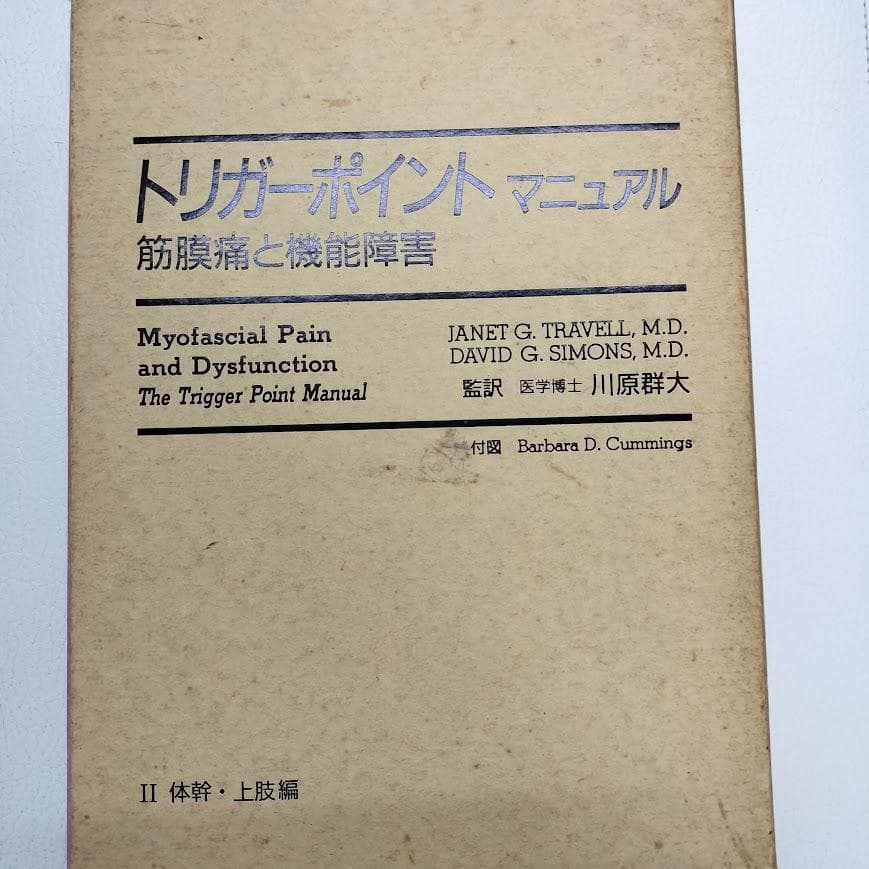 トリガーポイント マニュアル
筋膜痛と機能障害
Myofascial Pain
and Dysfunction
The Trigger Point Manual
JANET G. TRAVELL, M.D.
DAVID G. SIMONS, M.D.
監訳 医学博士 川原群大
付図 Barbara D. Cummings
II 体幹・上肢編